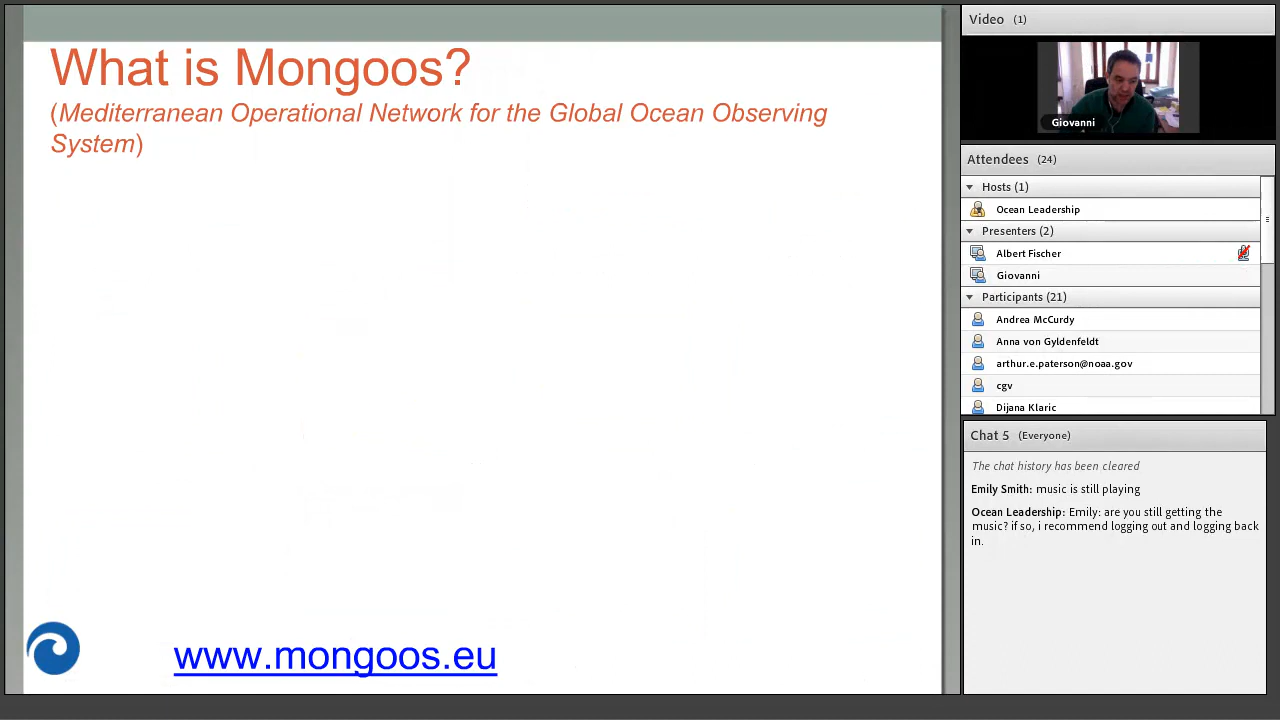 What is Mongoos?
(Mediterranean Operational Network for the Global Ocean Observing
System)
www.mongoos.eu
Video (1)
Giovanni
Attendees (24)
Hosts (1)
Ocean Leadership
Presenters (2)
Albert Fischer
Giovanni
Participants (21)
Andrea McCurdy
Anna von Gyldenfeldt
arthur.e.paterson@noaa.gov
cgv
Dijana Klaric
Chat 5 (Everyone)
The chat history has been cleared
Emily Smith: music is still playing
Ocean Leadership: Emily: are you still getting the
music? if so, i recommend logging out and logging back
in.